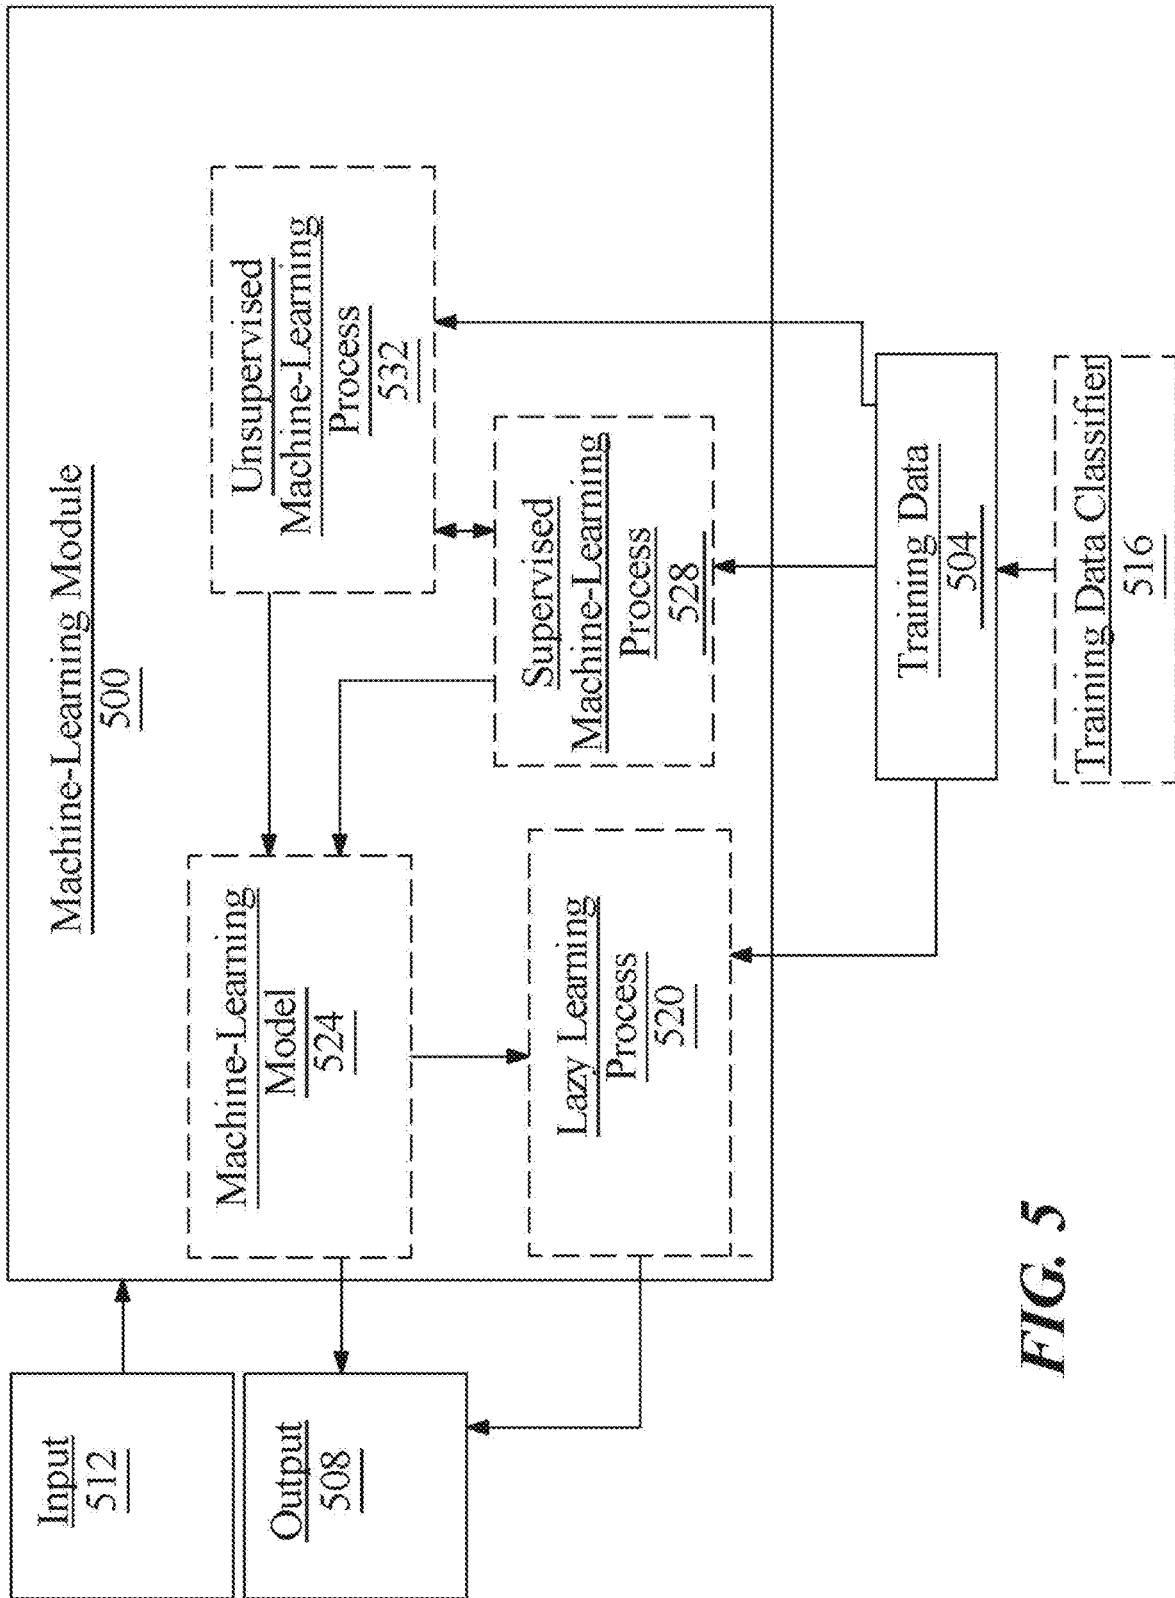 Machine-Learning Module
500
Input
512
Output
508
Machine-Learning
Model
524
Unsupervised
Machine-Learning
Process
532
Lazy Learning
Process
520
Supervised
Machine-Learning
Process
528
Training Data
504
Training Data Classifier
516
FIG. 5